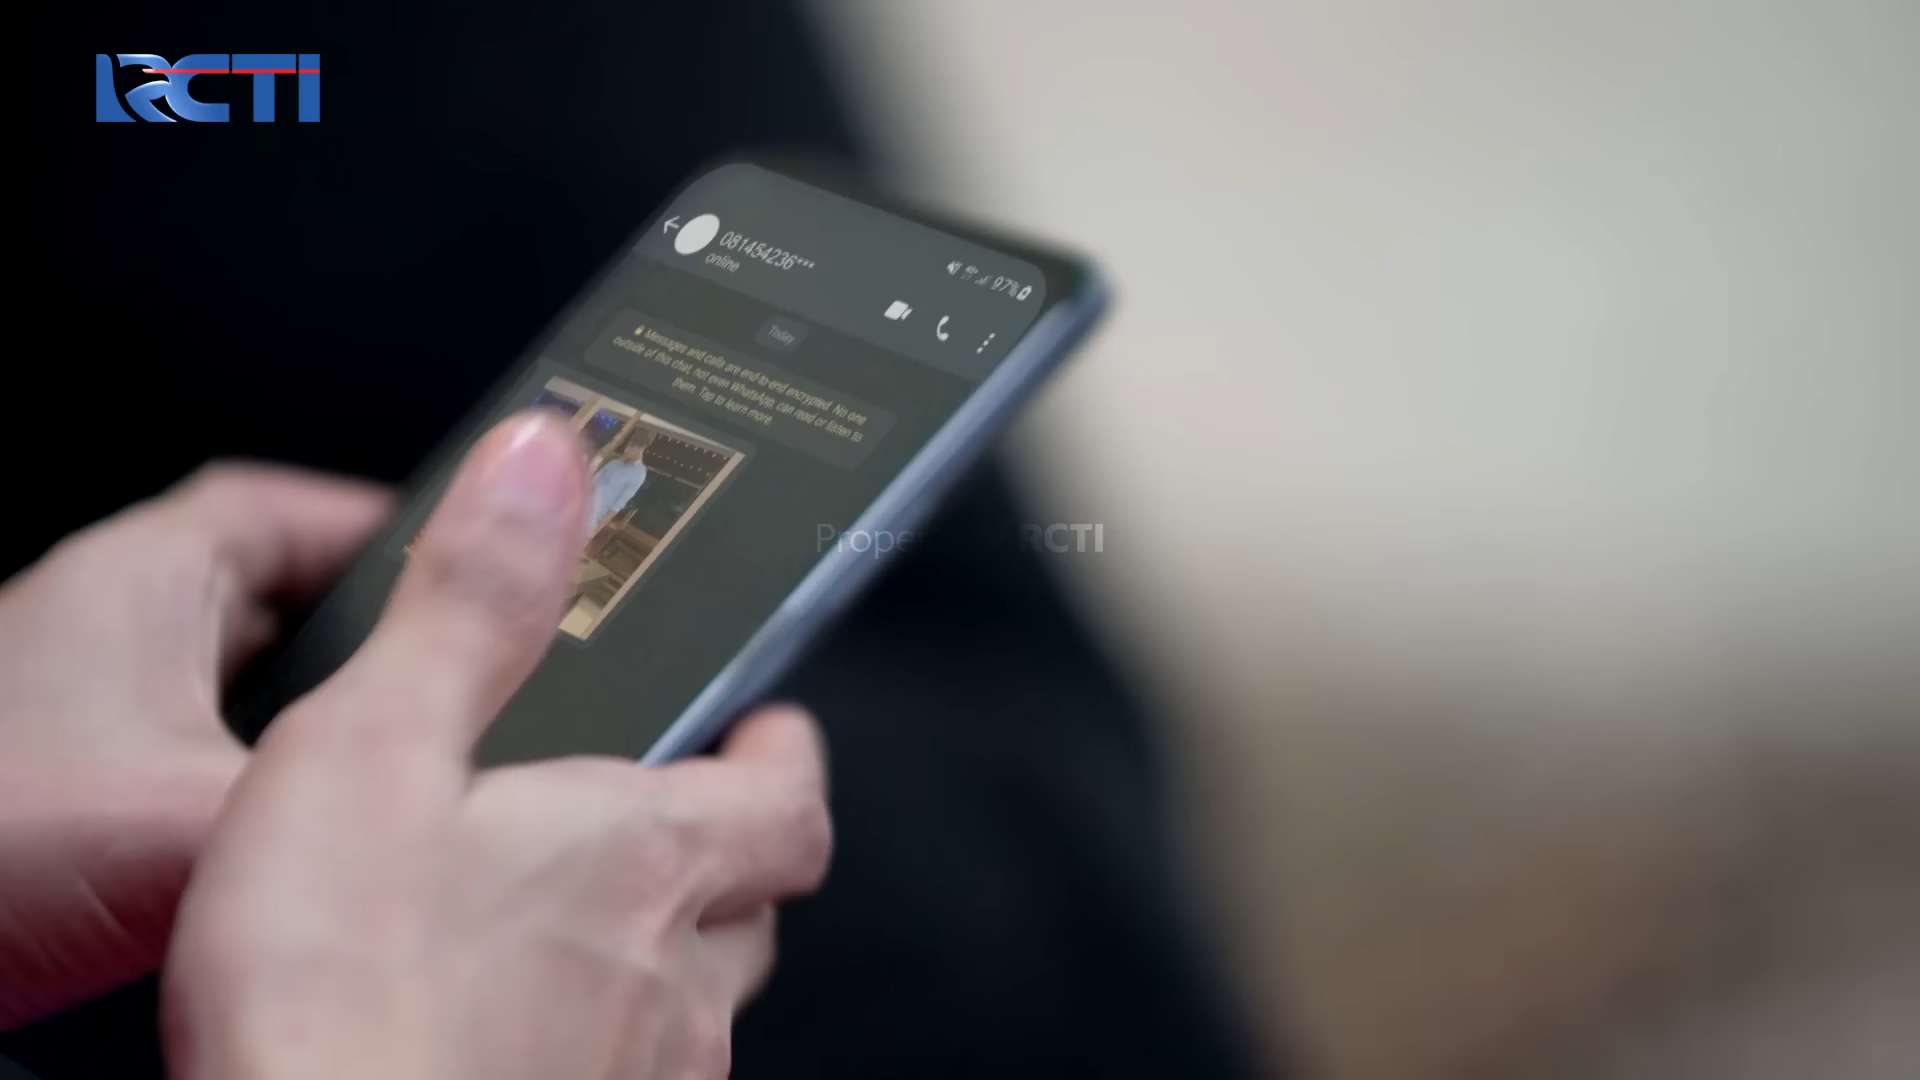 RCTI
081454236***
online
97%
Today
Messages and calls are end-to-end encrypted. No one
outside of this chat, not even WhatsApp, can read or listen to
them. Tap to learn more.
RCTI